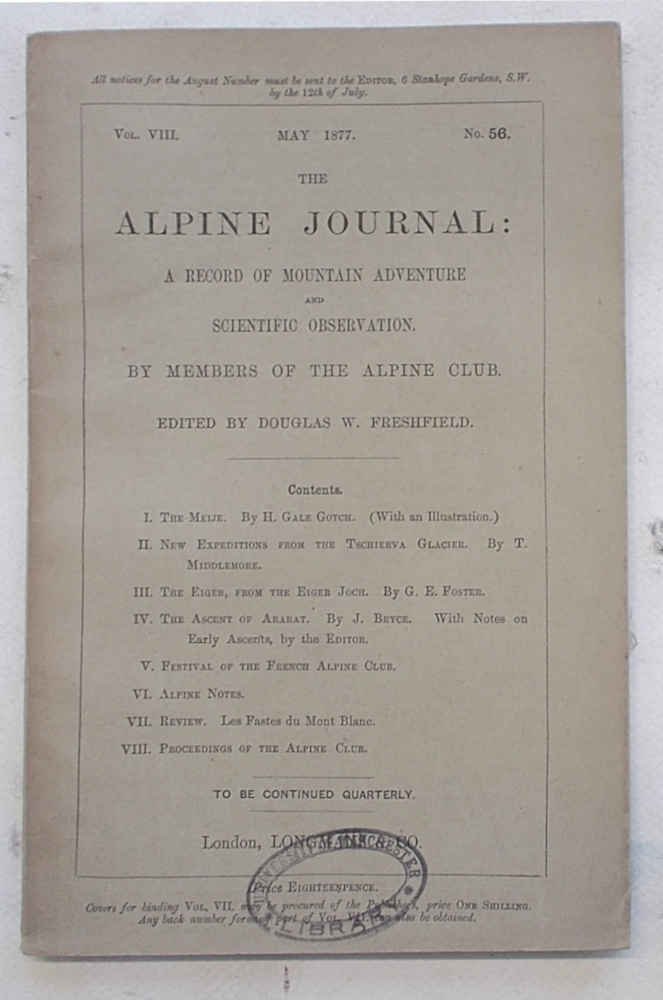 All notices for the August Number must be sent to the EDITOR, 6 Stanhope Gardens, S.W.
by the 12th of July.
VOL. VIII. MAY 1877. No. 56.
THE
ALPINE JOURNAL:
A RECORD OF MOUNTAIN ADVENTURE
AND
SCIENTIFIC OBSERVATION.
BY MEMBERS OF THE ALPINE CLUB.
EDITED BY DOUGLAS W. FRESHFIELD.
Contents.
I. THE MEIJE. By H. GALE GOTCH. (With an Illustration.)
II. NEW EXPEDITIONS FROM THE TSCHIERVA GLACIER. By T.
MIDDLEMORE.
III. THE EIGER, FROM THE EIGER JOCH. By G. E. FOSTER.
IV. THE ASCENT OF ARARAT. By J. BRYCE. With Notes on
Early Ascents, by the EDITOR.
V. FESTIVAL OF THE FRENCH ALPINE CLUB.
VI. ALPINE NOTES.
VII. REVIEW. Les Fastes du Mont Blanc.
VIII. PROCEEDINGS OF THE ALPINE CLUB.
TO BE CONTINUED QUARTERLY.
London, LONGMANS & CO.
UNIVERSITY OF MANCHESTER
LIBRARY
Price EIGHTEENPENCE.
Covers for binding VOL. VII. may be procured of the Publishers, price ONE SHILLING.
Any back number forming part of VOL. VII. can also be obtained.